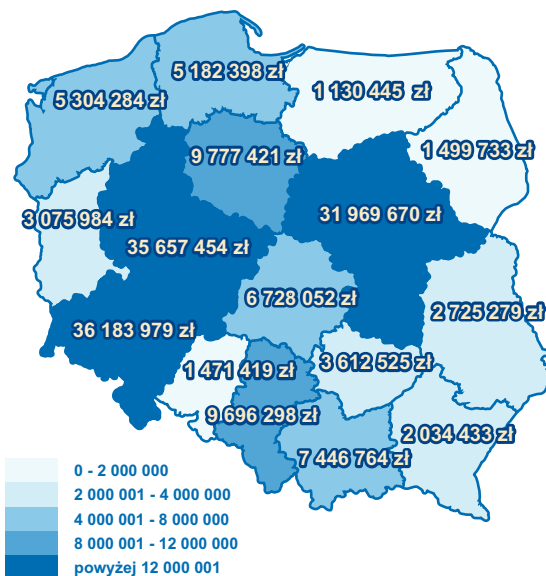 5 182 398 zł
5 304 284 zł
1 130 445 zł
9 777 421 zł
1 499 733 zł
3 075 984 zł
31 969 670 zł
35 657 454 zł
6 728 052 zł
2 725 279 zł
36 183 979 zł
3 612 525 zł
1 471 419 zł
9 696 298 zł
2 034 433 zł
7 446 764 zł
0 - 2 000 000
2 000 001 - 4 000 000
4 000 001 - 8 000 000
8 000 001 - 12 000 000
powyżej 12 000 001